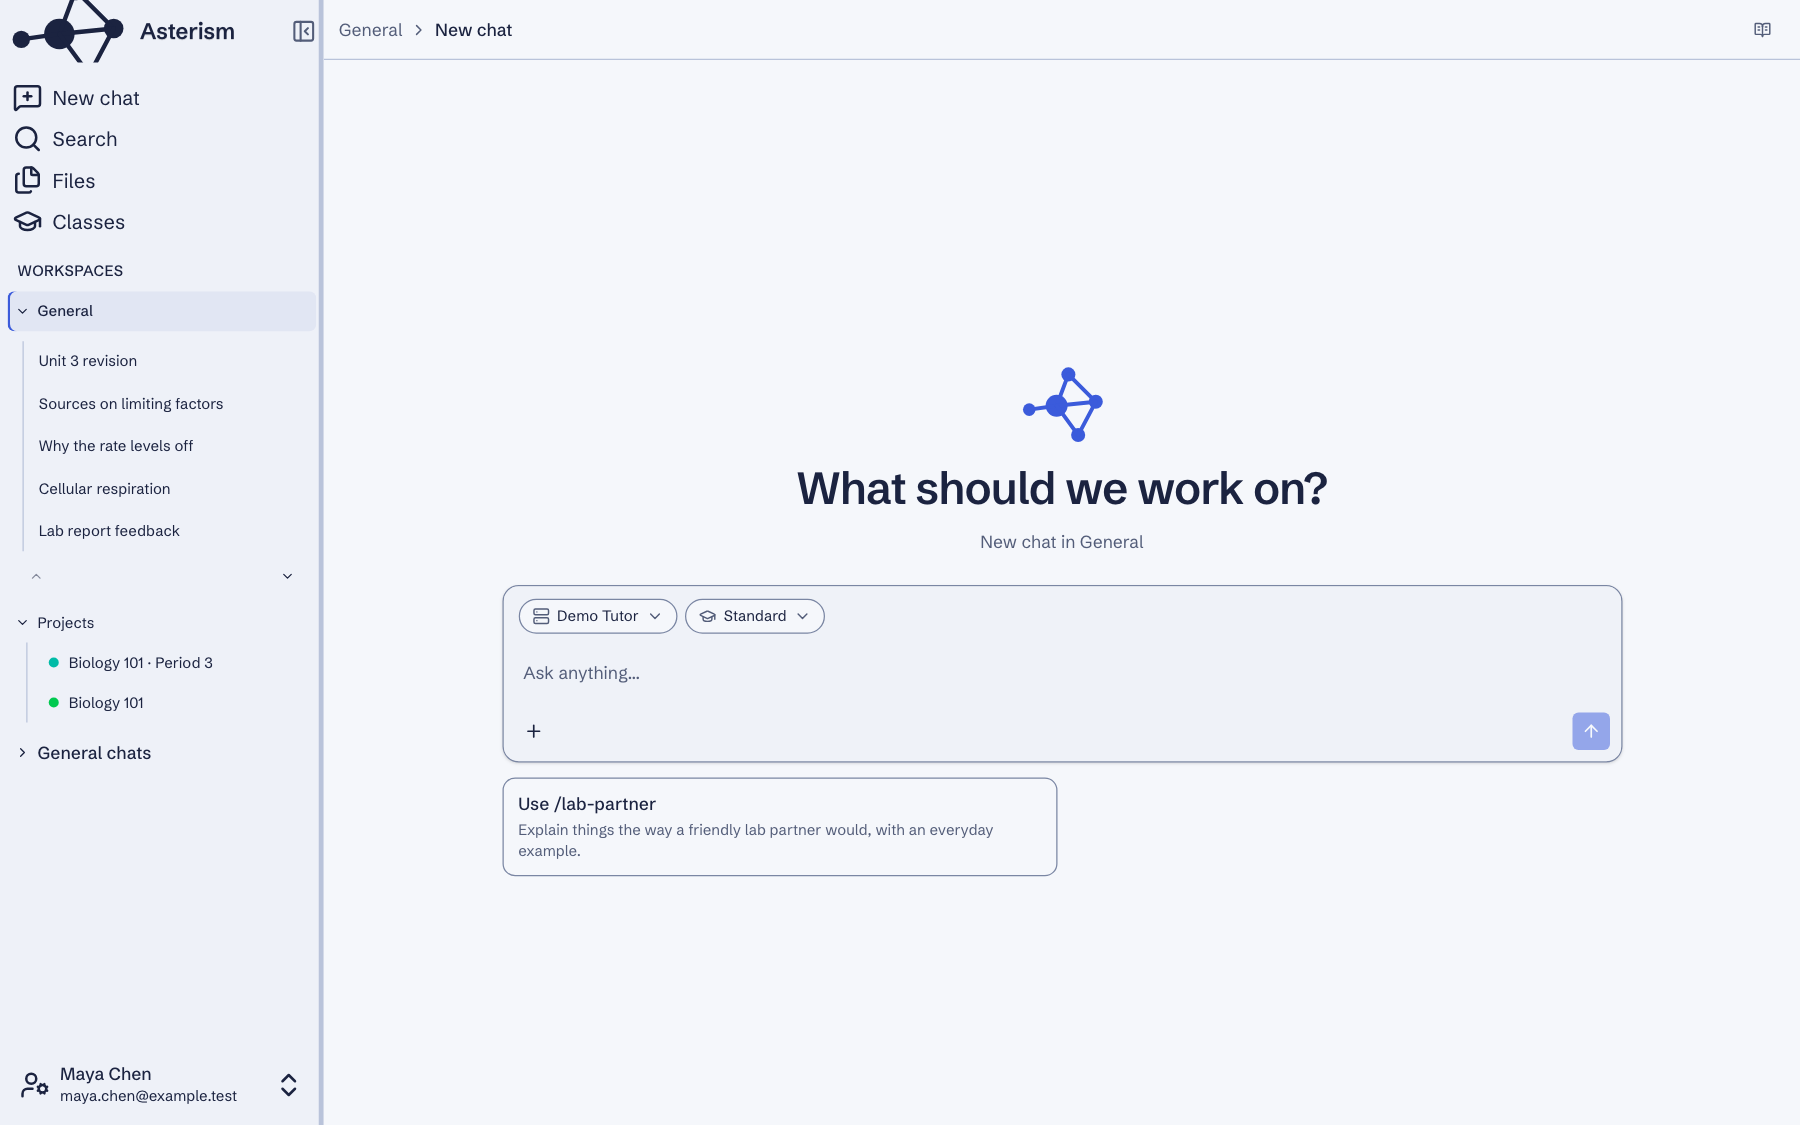 Asterism
New chat
Search
Files
Classes
WORKSPACES
General
Unit 3 revision
Sources on limiting factors
Why the rate levels off
Cellular respiration
Lab report feedback
Projects
Biology 101 · Period 3
Biology 101
General chats
Maya Chen
maya.chen@example.test
General > New chat
What should we work on?
New chat in General
Demo Tutor
Standard
Ask anything...
Use /lab-partner
Explain things the way a friendly lab partner would, with an everyday
example.